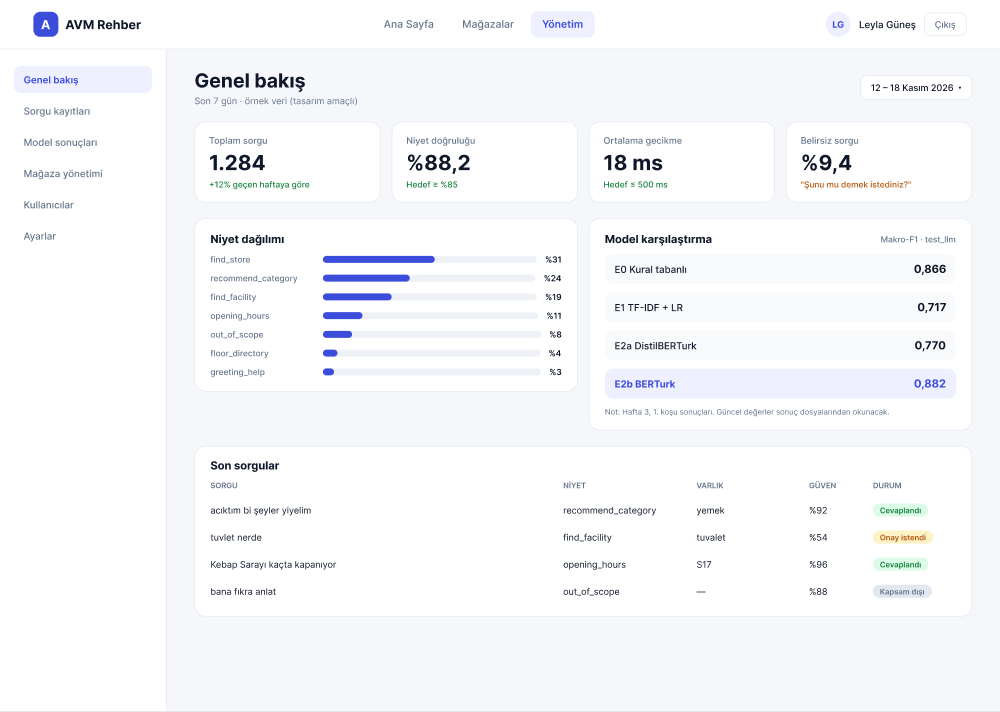 A AVM Rehber
Ana Sayfa Mağazalar Yönetim
LG Leyla Güneş Çıkış
Genel bakış
Sorgu kayıtları
Model sonuçları
Mağaza yönetimi
Kullanıcılar
Ayarlar
Genel bakış
Son 7 gün · örnek veri (tasarım amaçlı)
12 – 18 Kasım 2026
Toplam sorgu
1.284
+12% geçen haftaya göre
Niyet doğruluğu
%88,2
Hedef ≥ %85
Ortalama gecikme
18 ms
Hedef ≤ 500 ms
Belirsiz sorgu
%9,4
"Şunu mu demek istediniz?"
Niyet dağılımı
find_store %31
recommend_category %24
find_facility %19
opening_hours %11
out_of_scope %8
floor_directory %4
greeting_help %3
Model karşılaştırma Makro-F1 · test_llm
E0 Kural tabanlı 0,866
E1 TF-IDF + LR 0,717
E2a DistilBERTurk 0,770
E2b BERTurk 0,882
Not: Hafta 3, 1. koşu sonuçları. Güncel değerler sonuç dosyalarından okunacak.
Son sorgular
SORGU NİYET VARLIK GÜVEN DURUM
acıktım bi şeyler yiyelim recommend_category yemek %92 Cevaplandı
tuvlet nerde find_facility tuvalet %54 Onay istendi
Kebap Sarayı kaçta kapanıyor opening_hours S17 %96 Cevaplandı
bana fıkra anlat out_of_scope — %88 Kapsam dışı